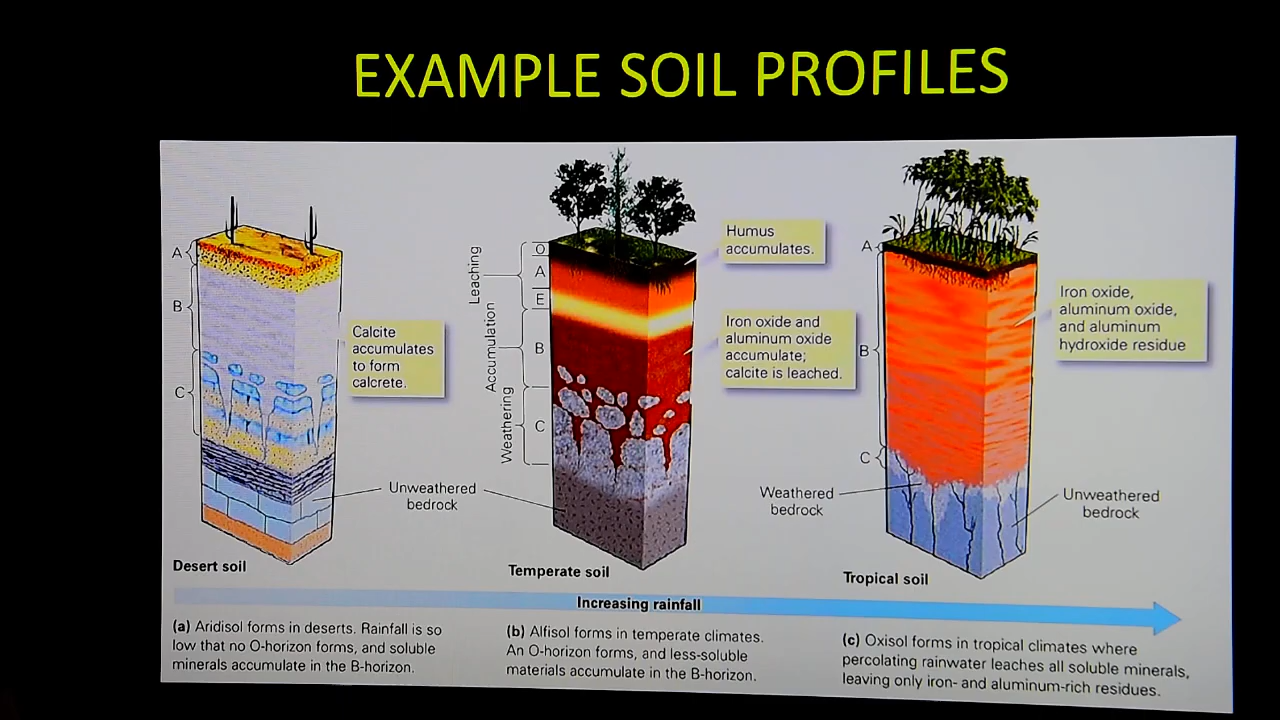 EXAMPLE SOIL PROFILES
A
B
C
Calcite
accumulates
to form
calcrete.
Unweathered
bedrock
Desert soil
Leaching
Accumulation
Weathering
O
A
E
B
C
Humus
accumulates.
Iron oxide and
aluminum oxide
accumulate;
calcite is leached.
Temperate soil
A
B
C
Iron oxide,
aluminum oxide,
and aluminum
hydroxide residue
Weathered
bedrock
Unweathered
bedrock
Tropical soil
Increasing rainfall
(a) Aridisol forms in deserts. Rainfall is so
low that no O-horizon forms, and soluble
minerals accumulate in the B-horizon.
(b) Alfisol forms in temperate climates.
An O-horizon forms, and less-soluble
materials accumulate in the B-horizon.
(c) Oxisol forms in tropical climates where
percolating rainwater leaches all soluble minerals,
leaving only iron- and aluminum-rich residues.